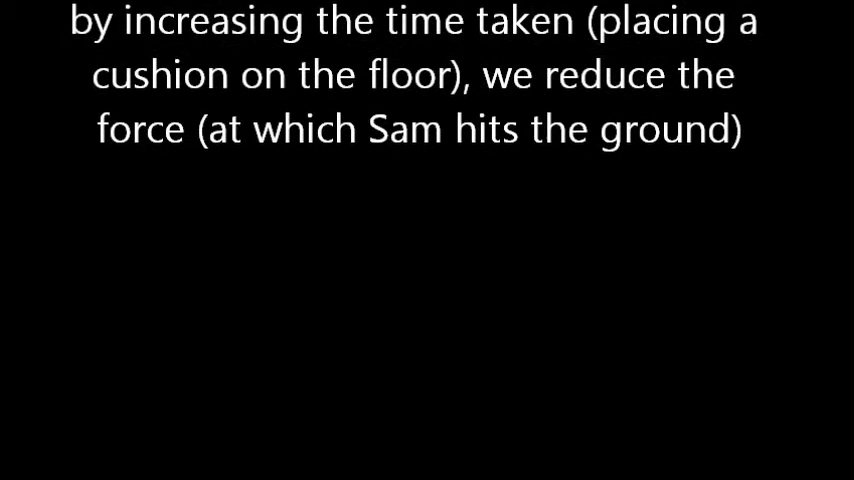 by increasing the time taken (placing a
cushion on the floor), we reduce the
force (at which Sam hits the ground)